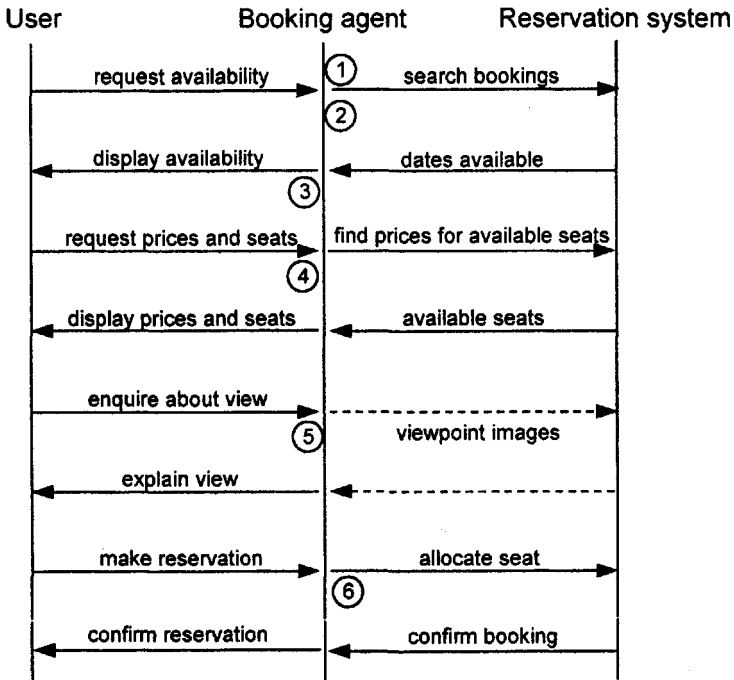 User Booking agent Reservation system
request availability ① search bookings
②
display availability dates available
③
request prices and seats find prices for available seats
④
display prices and seats available seats
enquire about view
⑤ viewpoint images
explain view
make reservation allocate seat
⑥
confirm reservation confirm booking